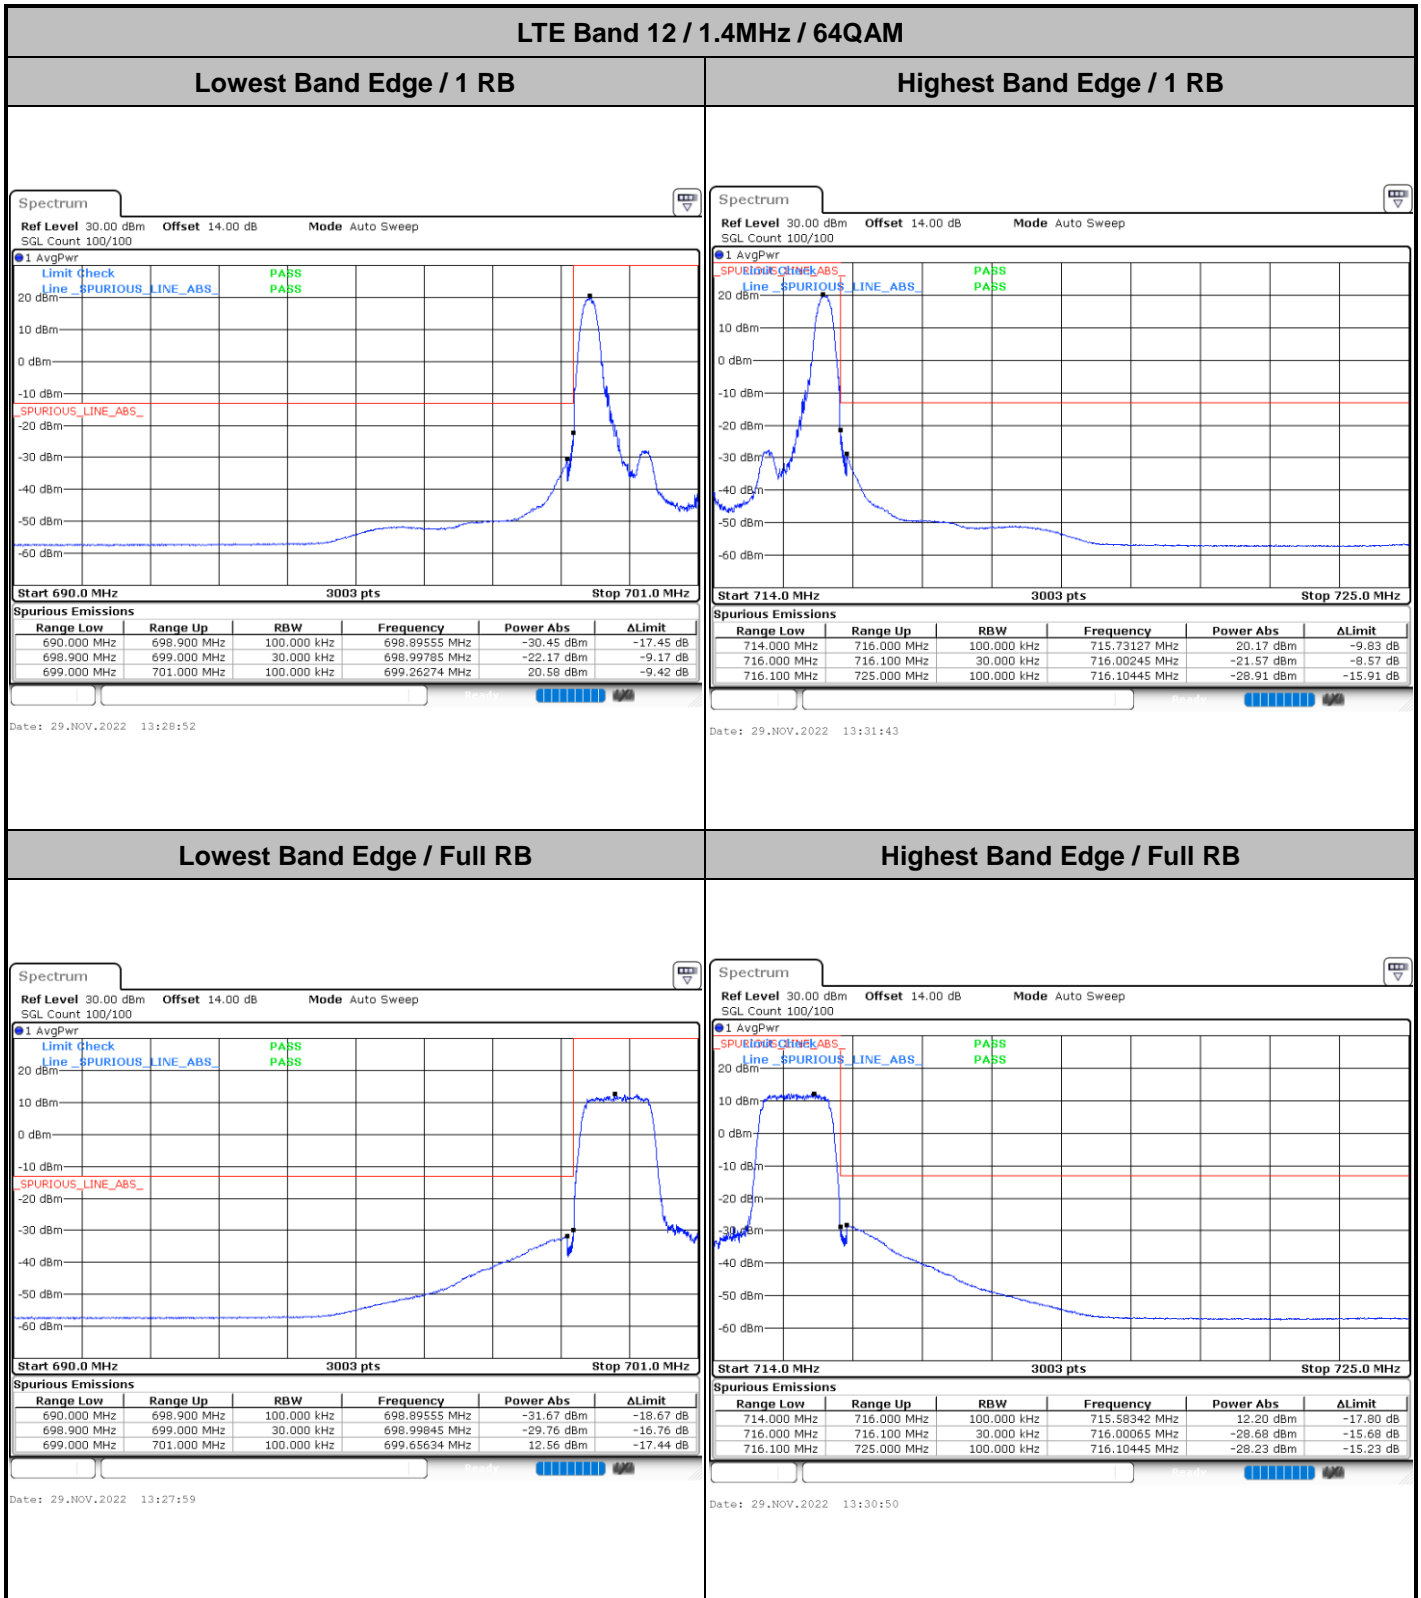 LTE Band 12 / 1.4MHz / 64QAM
Lowest Band Edge / 1 RB
Highest Band Edge / 1 RB
Spectrum
Ref Level 30.00 dBm Offset 14.00 dB Mode Auto Sweep
SGL Count 100/100
1 AvgPwr
Limit Check PASS
Line _SPURIOUS_LINE_ABS_ PASS
20 dBm
10 dBm
0 dBm
-10 dBm
_SPURIOUS_LINE_ABS_
-20 dBm
-30 dBm
-40 dBm
-50 dBm
-60 dBm
Start 690.0 MHz 3003 pts Stop 701.0 MHz
Spurious Emissions
Range Low Range Up RBW Frequency Power Abs ΔLimit
690.000 MHz 698.900 MHz 100.000 kHz 698.89555 MHz -30.45 dBm -17.45 dB
698.900 MHz 699.000 MHz 30.000 kHz 698.99785 MHz -22.17 dBm -9.17 dB
699.000 MHz 701.000 MHz 100.000 kHz 699.26274 MHz 20.58 dBm -9.42 dB
Ready
Date: 29.NOV.2022 13:28:52
Spectrum
Ref Level 30.00 dBm Offset 14.00 dB Mode Auto Sweep
SGL Count 100/100
1 AvgPwr
_SPURIOUS_LINE_ABS_
Limit Check PASS
Line _SPURIOUS_LINE_ABS_ PASS
20 dBm
10 dBm
0 dBm
-10 dBm
-20 dBm
-30 dBm
-40 dBm
-50 dBm
-60 dBm
Start 714.0 MHz 3003 pts Stop 725.0 MHz
Spurious Emissions
Range Low Range Up RBW Frequency Power Abs ΔLimit
714.000 MHz 716.000 MHz 100.000 kHz 715.73127 MHz 20.17 dBm -9.83 dB
716.000 MHz 716.100 MHz 30.000 kHz 716.00245 MHz -21.57 dBm -8.57 dB
716.100 MHz 725.000 MHz 100.000 kHz 716.10445 MHz -28.91 dBm -15.91 dB
Ready
Date: 29.NOV.2022 13:31:43
Lowest Band Edge / Full RB
Highest Band Edge / Full RB
Spectrum
Ref Level 30.00 dBm Offset 14.00 dB Mode Auto Sweep
SGL Count 100/100
1 AvgPwr
Limit Check PASS
Line _SPURIOUS_LINE_ABS_ PASS
20 dBm
10 dBm
0 dBm
-10 dBm
_SPURIOUS_LINE_ABS_
-20 dBm
-30 dBm
-40 dBm
-50 dBm
-60 dBm
Start 690.0 MHz 3003 pts Stop 701.0 MHz
Spurious Emissions
Range Low Range Up RBW Frequency Power Abs ΔLimit
690.000 MHz 698.900 MHz 100.000 kHz 698.89555 MHz -31.67 dBm -18.67 dB
698.900 MHz 699.000 MHz 30.000 kHz 698.99845 MHz -29.76 dBm -16.76 dB
699.000 MHz 701.000 MHz 100.000 kHz 699.65634 MHz 12.56 dBm -17.44 dB
Ready
Date: 29.NOV.2022 13:27:59
Spectrum
Ref Level 30.00 dBm Offset 14.00 dB Mode Auto Sweep
SGL Count 100/100
1 AvgPwr
_SPURIOUS_LINE_ABS_
Limit Check PASS
Line _SPURIOUS_LINE_ABS_ PASS
20 dBm
10 dBm
0 dBm
-10 dBm
-20 dBm
-30 dBm
-40 dBm
-50 dBm
-60 dBm
Start 714.0 MHz 3003 pts Stop 725.0 MHz
Spurious Emissions
Range Low Range Up RBW Frequency Power Abs ΔLimit
714.000 MHz 716.000 MHz 100.000 kHz 715.58342 MHz 12.20 dBm -17.80 dB
716.000 MHz 716.100 MHz 30.000 kHz 716.00065 MHz -28.68 dBm -15.68 dB
716.100 MHz 725.000 MHz 100.000 kHz 716.10445 MHz -28.23 dBm -15.23 dB
Ready
Date: 29.NOV.2022 13:30:50